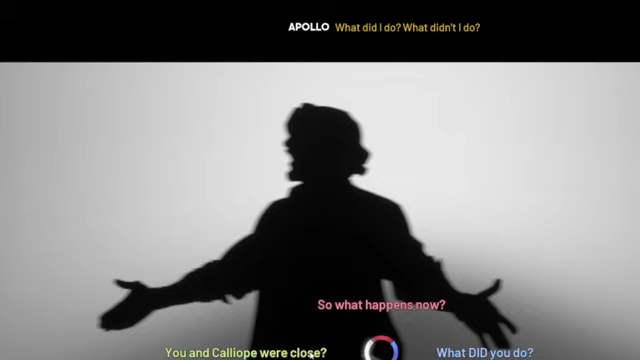 APOLLO What did I do? What didn't I do?
So what happens now?
You and Calliope were close?
What DID you do?